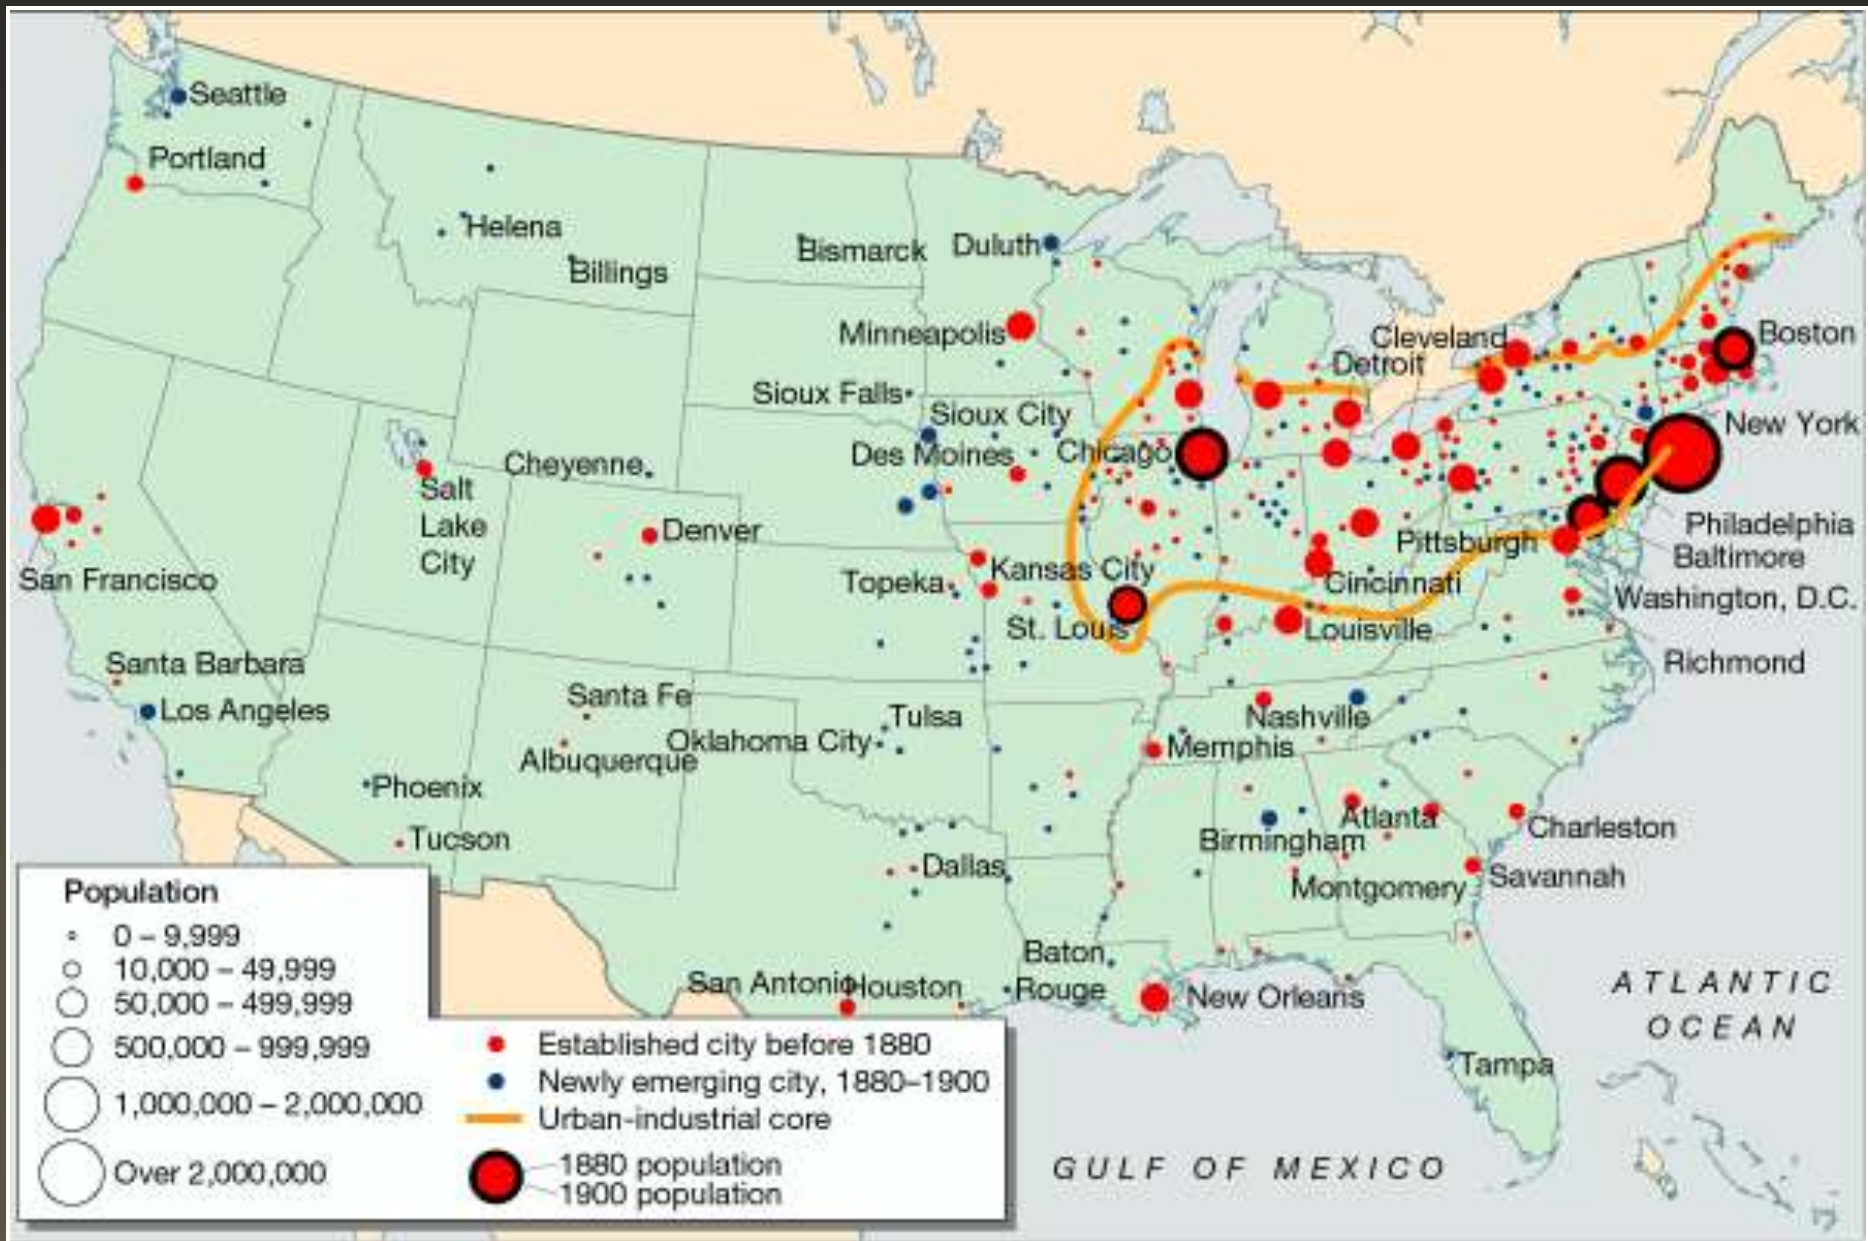 Seattle
Portland
Helena
Billings
Bismarck
Duluth
Minneapolis
Sioux Falls
Sioux City
Des Moines
Chicago
Cleveland
Detroit
Boston
New York
Cheyenne
Salt
Lake
City
Denver
San Francisco
Topeka
Kansas City
St. Louis
Cincinnati
Louisville
Pittsburgh
Philadelphia
Baltimore
Washington, D.C.
Richmond
Santa Barbara
Los Angeles
Santa Fe
Albuquerque
Oklahoma City
Tulsa
Nashville
Memphis
Phoenix
Tucson
Dallas
Birmingham
Atlanta
Montgomery
Charleston
Savannah
San Antonio
Houston
Baton
Rouge
New Orleans
Tampa
ATLANTIC
OCEAN
GULF OF MEXICO
Population
0 – 9,999
10,000 – 49,999
50,000 – 499,999
500,000 – 999,999
1,000,000 – 2,000,000
Over 2,000,000
Established city before 1880
Newly emerging city, 1880–1900
Urban-industrial core
1880 population
1900 population